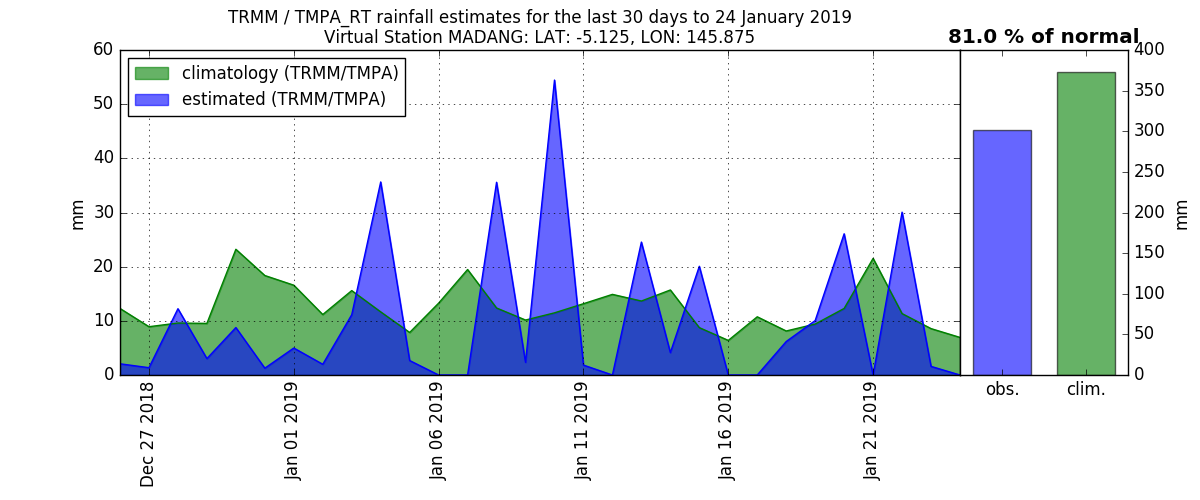 TRMM / TMPA_RT rainfall estimates for the last 30 days to 24 January 2019
Virtual Station MADANG: LAT: -5.125, LON: 145.875
81.0 % of normal
climatology (TRMM/TMPA)
estimated (TRMM/TMPA)
60
50
40
30
20
10
0
mm
Dec 27 2018
Jan 01 2019
Jan 06 2019
Jan 11 2019
Jan 16 2019
Jan 21 2019
obs.
clim.
400
350
300
250
200
150
100
50
0
mm